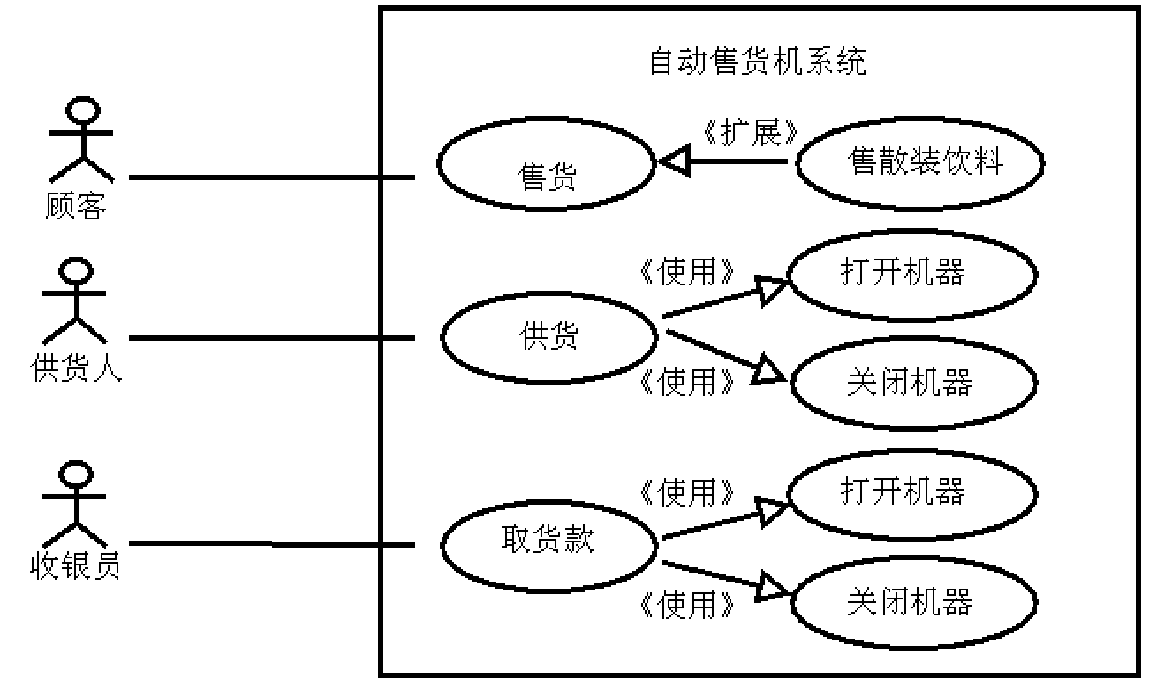 自动售货机系统
《扩展》
售货
售散装饮料
顾客
《使用》
打开机器
供货
供货人
《使用》
关闭机器
《使用》
打开机器
取货款
收银员
《使用》
关闭机器